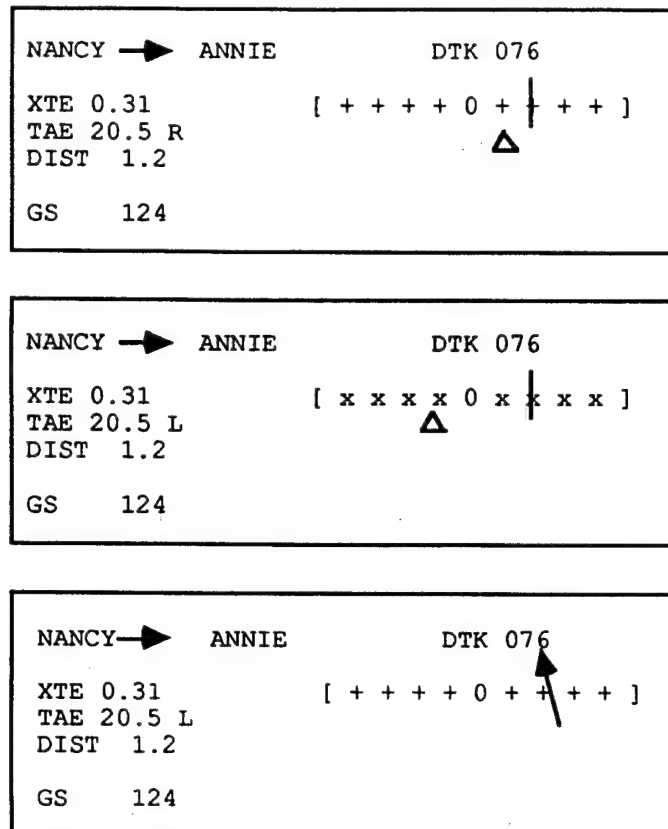 NANCY → ANNIE DTK 076
XTE 0.31 [ + + + + 0 + + + + ]
TAE 20.5 R
DIST 1.2
GS 124
NANCY → ANNIE DTK 076
XTE 0.31 [ x x x x 0 x x x x ]
TAE 20.5 L
DIST 1.2
GS 124
NANCY → ANNIE DTK 076
XTE 0.31 [ + + + + 0 + + + + ]
TAE 20.5 L
DIST 1.2
GS 124